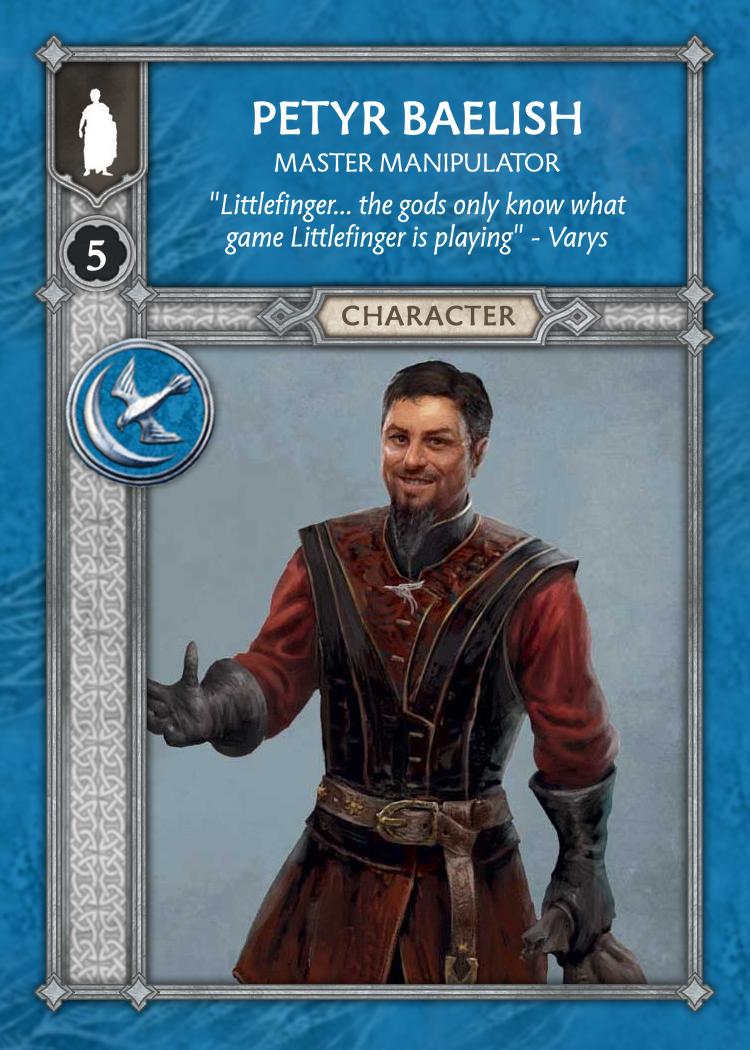 PETYR BAELISH
MASTER MANIPULATOR
"Littlefinger... the gods only know what
game Littlefinger is playing" - Varys
5
CHARACTER